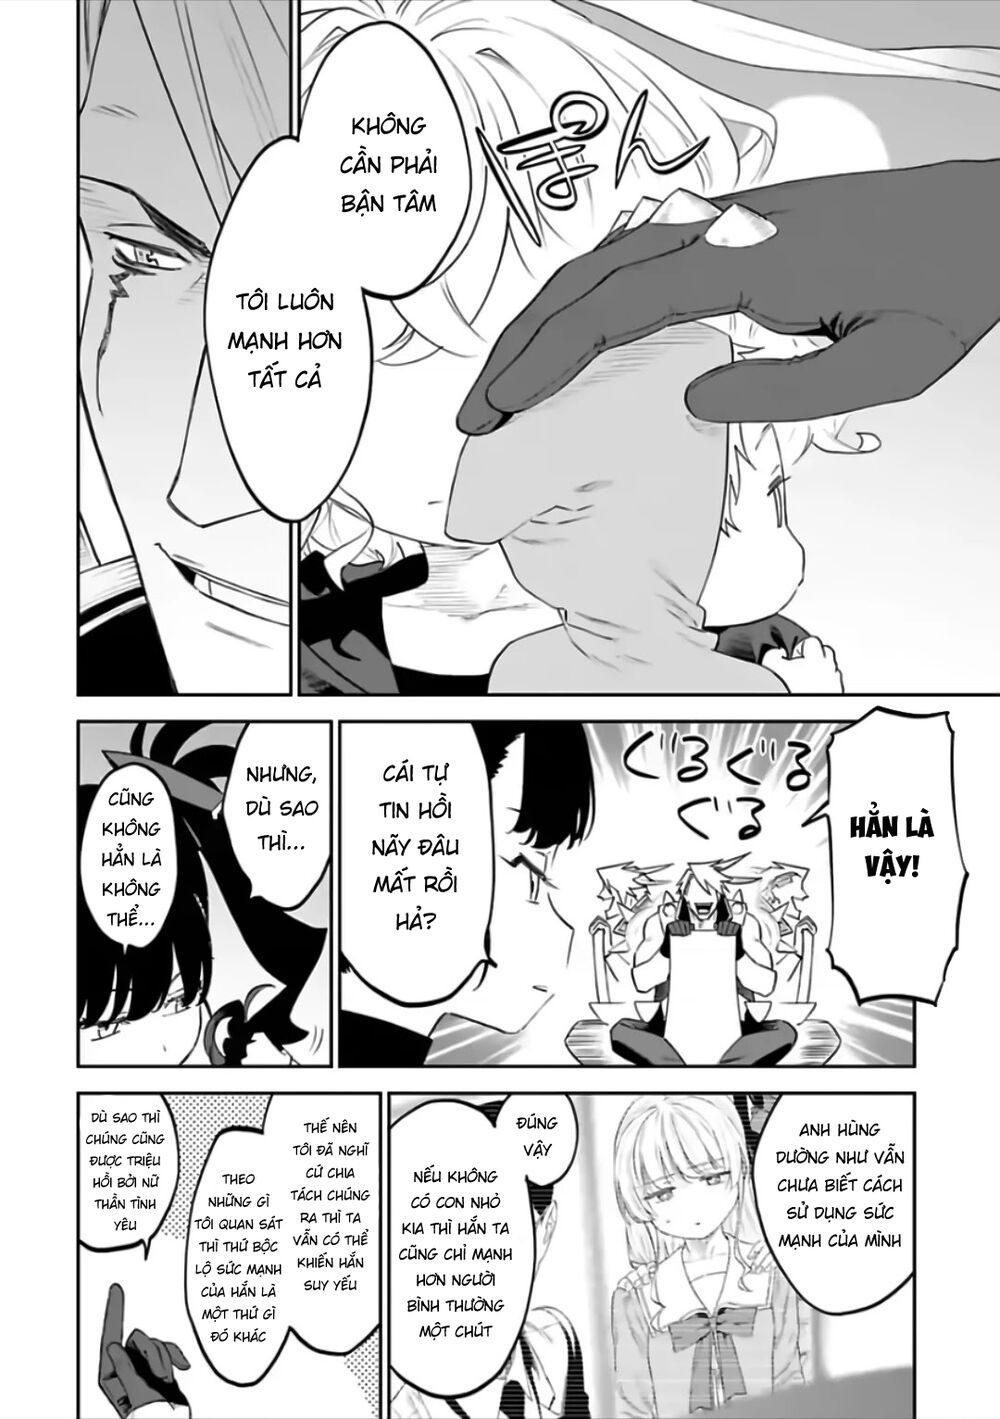 ぽん
KHÔNG
CẦN PHẢI
BẬN TÂM
TÔI LUÔN
MẠNH HƠN
TẤT CẢ
HẲN LÀ
VẬY!
ぐるぐる
ぐるぐる
CÁI TỰ
TIN HỒI
NÃY ĐÂU
MẤT RỒI
HẢ?
NHƯNG,
DÙ SAO
THÌ...
CŨNG
KHÔNG
HẲN LÀ
KHÔNG
THỂ...
ANH HÙNG
DƯỜNG NHƯ VẪN
CHƯA BIẾT CÁCH
SỬ DỤNG SỨC
MẠNH CỦA MÌNH
ĐÚNG
VẬY
NẾU KHÔNG
CÓ CON NHỎ
KIA THÌ HẮN TA
CŨNG CHỈ MẠNH
HƠN NGƯỜI
BÌNH THƯỜNG
MỘT CHÚT
THẾ NÊN
TÔI ĐÃ NGHĨ
CỨ CHIA
TÁCH CHÚNG
RA THÌ TA
VẪN CÓ THỂ
KHIẾN HẮN
SUY YẾU
THEO
NHỮNG GÌ
TÔI QUAN SÁT
THÌ THỨ BỘC
LỘ SỨC MẠNH
CỦA HẮN LÀ
MỘT THỨ GÌ
ĐÓ KHÁC
DÙ SAO THÌ
CHÚNG CŨNG
ĐƯỢC TRIỆU
HỒI BỞI NỮ
THẦN TÌNH
YÊU